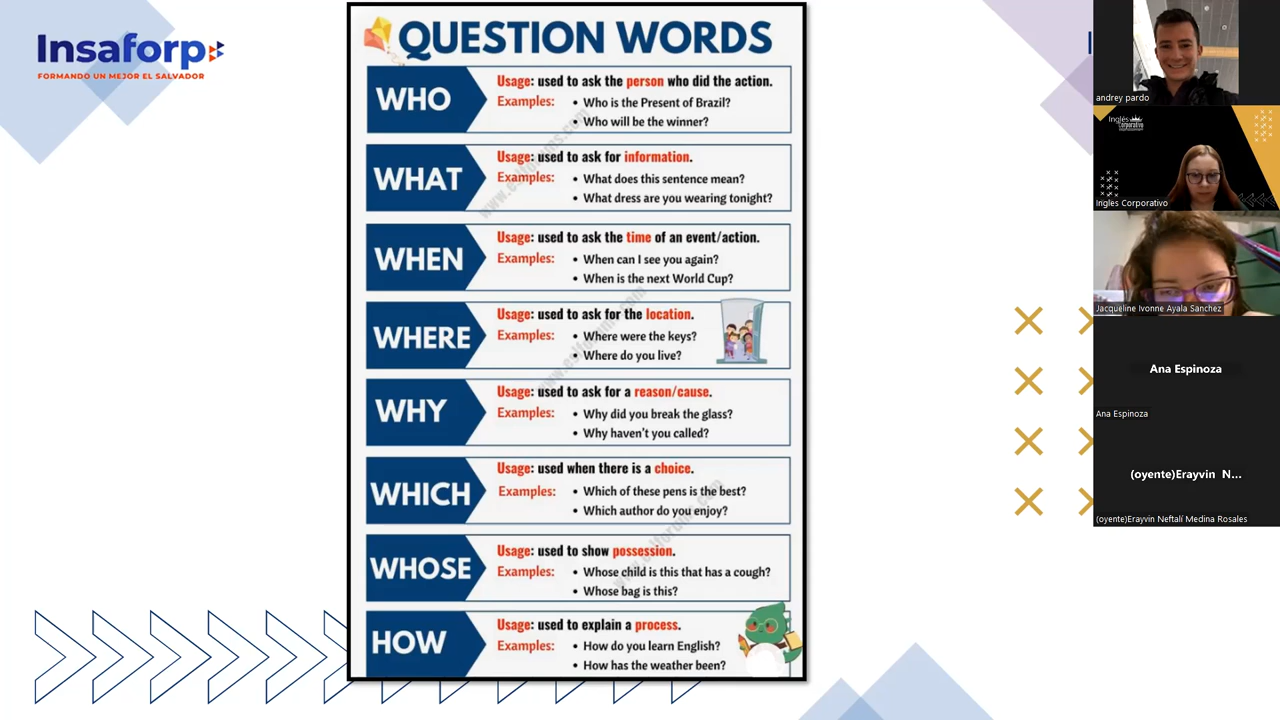 Insaforp
FORMANDO UN MEJOR EL SALVADOR
QUESTION WORDS
WHO
Usage: used to ask the person who did the action.
Examples: • Who is the Present of Brazil?
• Who will be the winner?
WHAT
Usage: used to ask for information.
Examples: • What does this sentence mean?
• What dress are you wearing tonight?
WHEN
Usage: used to ask the time of an event/action.
Examples: • When can I see you again?
• When is the next World Cup?
WHERE
Usage: used to ask for the location.
Examples: • Where were the keys?
• Where do you live?
WHY
Usage: used to ask for a reason/cause.
Examples: • Why did you break the glass?
• Why haven't you called?
WHICH
Usage: used when there is a choice.
Examples: • Which of these pens is the best?
• Which author do you enjoy?
WHOSE
Usage: used to show possession.
Examples: • Whose child is this that has a cough?
• Whose bag is this?
HOW
Usage: used to explain a process.
Examples: • How do you learn English?
• How has the weather been?
andrey pardo
Inglés
Corporativo
Ingles Corporativo
Jacqueline Ivonne Ayala Sanchez
Ana Espinoza
Ana Espinoza
(oyente)Erayvin N...
(oyente)Erayvin Neftalí Medina Rosales